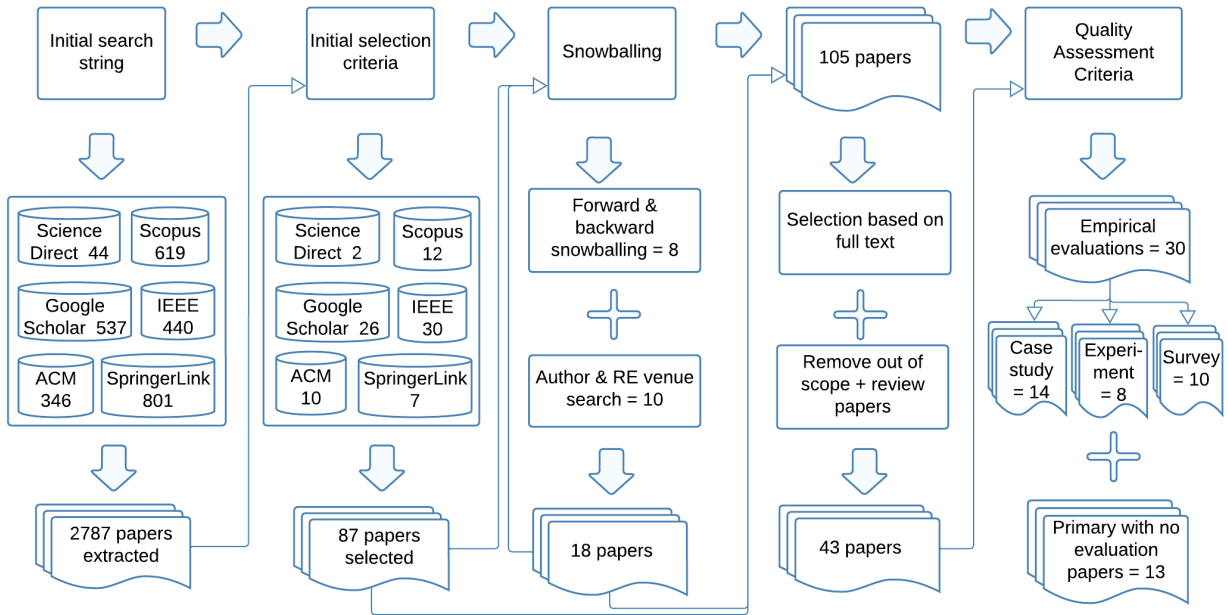 Initial search
string
Initial selection
criteria
Snowballing
105 papers
Quality
Assessment
Criteria
Science
Direct 44
Scopus
619
Google
Scholar 537
IEEE
440
ACM
346
SpringerLink
801
2787 papers
extracted
Science
Direct 2
Scopus
12
Google
Scholar 26
IEEE
30
ACM
10
SpringerLink
7
87 papers
selected
Forward &
backward
snowballing = 8
Author & RE venue
search = 10
18 papers
Selection based on
full text
Remove out of
scope + review
papers
43 papers
Empirical
evaluations = 30
Case
study
= 14
Experi-
ment
= 8
Survey
= 10
Primary with no
evaluation
papers = 13